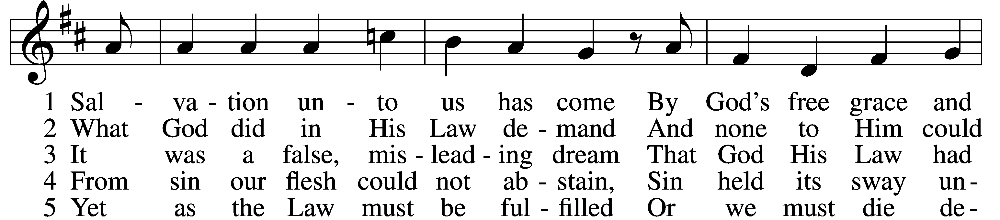 1 Sal - va - tion un - to us has come By God's free grace and
2 What God did in His Law de - mand And none to Him could
3 It was a false, mis - lead - ing dream That God His Law had
4 From sin our flesh could not ab - stain, Sin held its sway un -
5 Yet as the Law must be ful - filled Or we must die de -